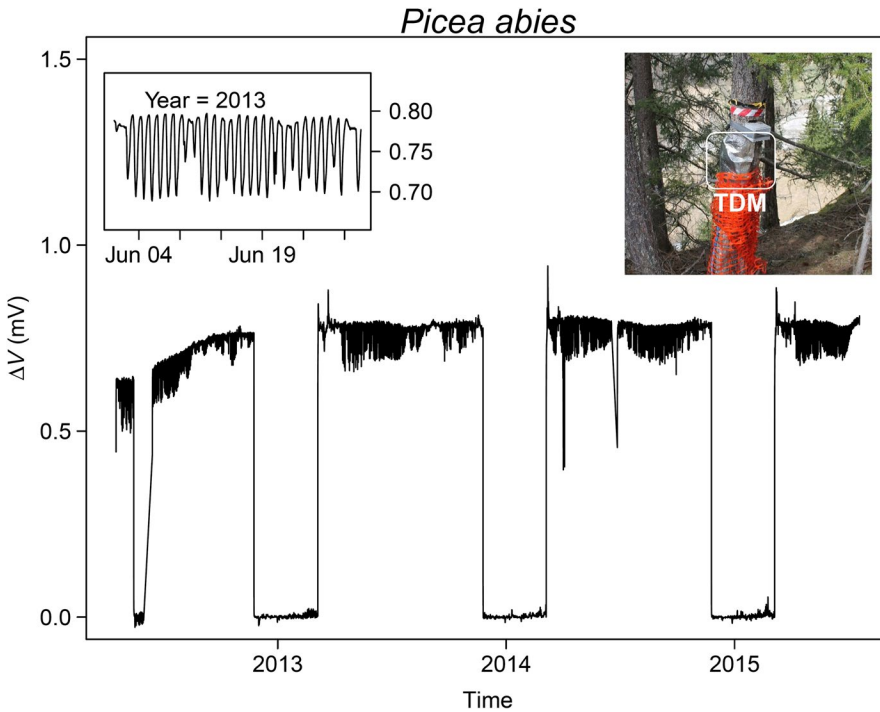 Picea abies
1.5
1.0
0.5
0.0
ΔV (mV)
Year = 2013
0.80
0.75
0.70
Jun 04
Jun 19
TDM
2013
2014
2015
Time